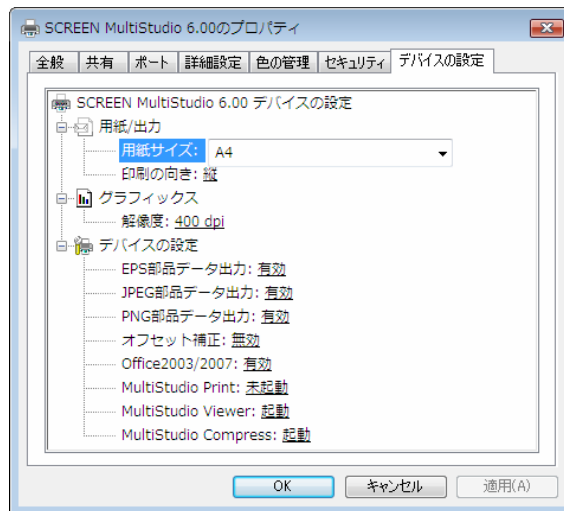 SCREEN MultiStudio 6.00のプロパティ
全般 共有 ポート 詳細設定 色の管理 セキュリティ デバイスの設定
SCREEN MultiStudio 6.00 デバイスの設定
用紙/出力
用紙サイズ: A4
印刷の向き: 縦
グラフィックス
解像度: 400 dpi
デバイスの設定
EPS部品データ出力: 有効
JPEG部品データ出力: 有効
PNG部品データ出力: 有効
オフセット補正: 無効
Office2003/2007: 有効
MultiStudio Print: 未起動
MultiStudio Viewer: 起動
MultiStudio Compress: 起動
OK キャンセル 適用(A)